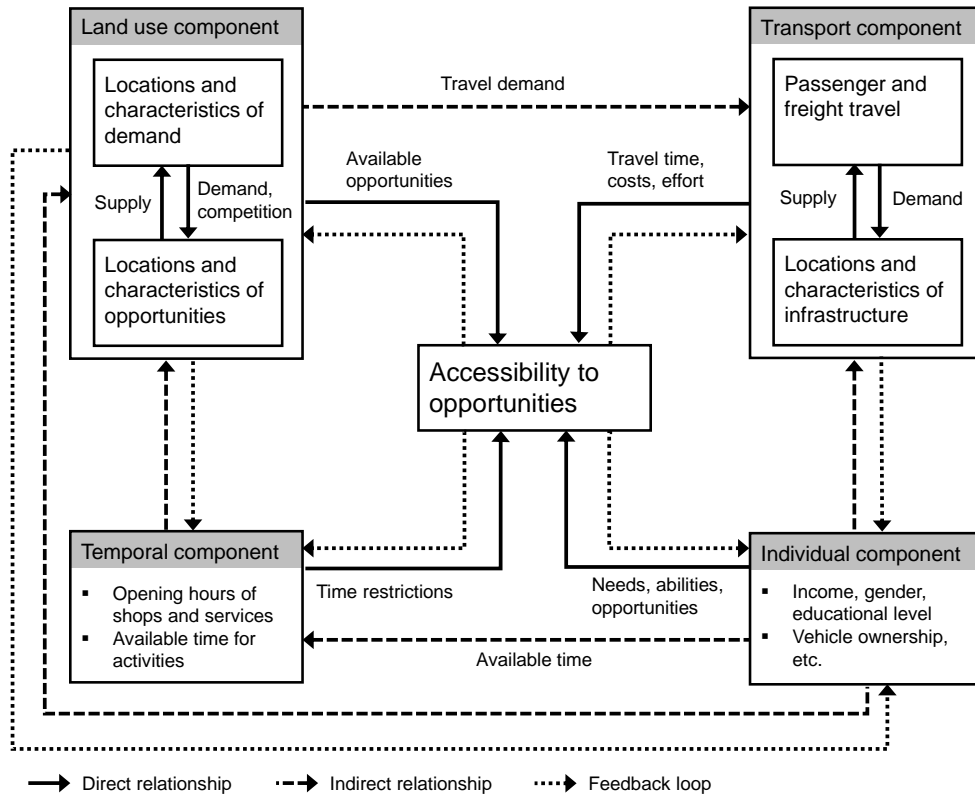 Land use component
Locations and
characteristics of
demand
Supply
Demand,
competition
Locations and
characteristics of
opportunities
Travel demand
Available
opportunities
Travel time,
costs, effort
Transport component
Passenger and
freight travel
Supply
Demand
Locations and
characteristics of
infrastructure
Accessibility to
opportunities
Temporal component
▪ Opening hours of
shops and services
▪ Available time for
activities
Time restrictions
Needs, abilities,
opportunities
Available time
Individual component
▪ Income, gender,
educational level
▪ Vehicle ownership,
etc.
Direct relationship
Indirect relationship
Feedback loop